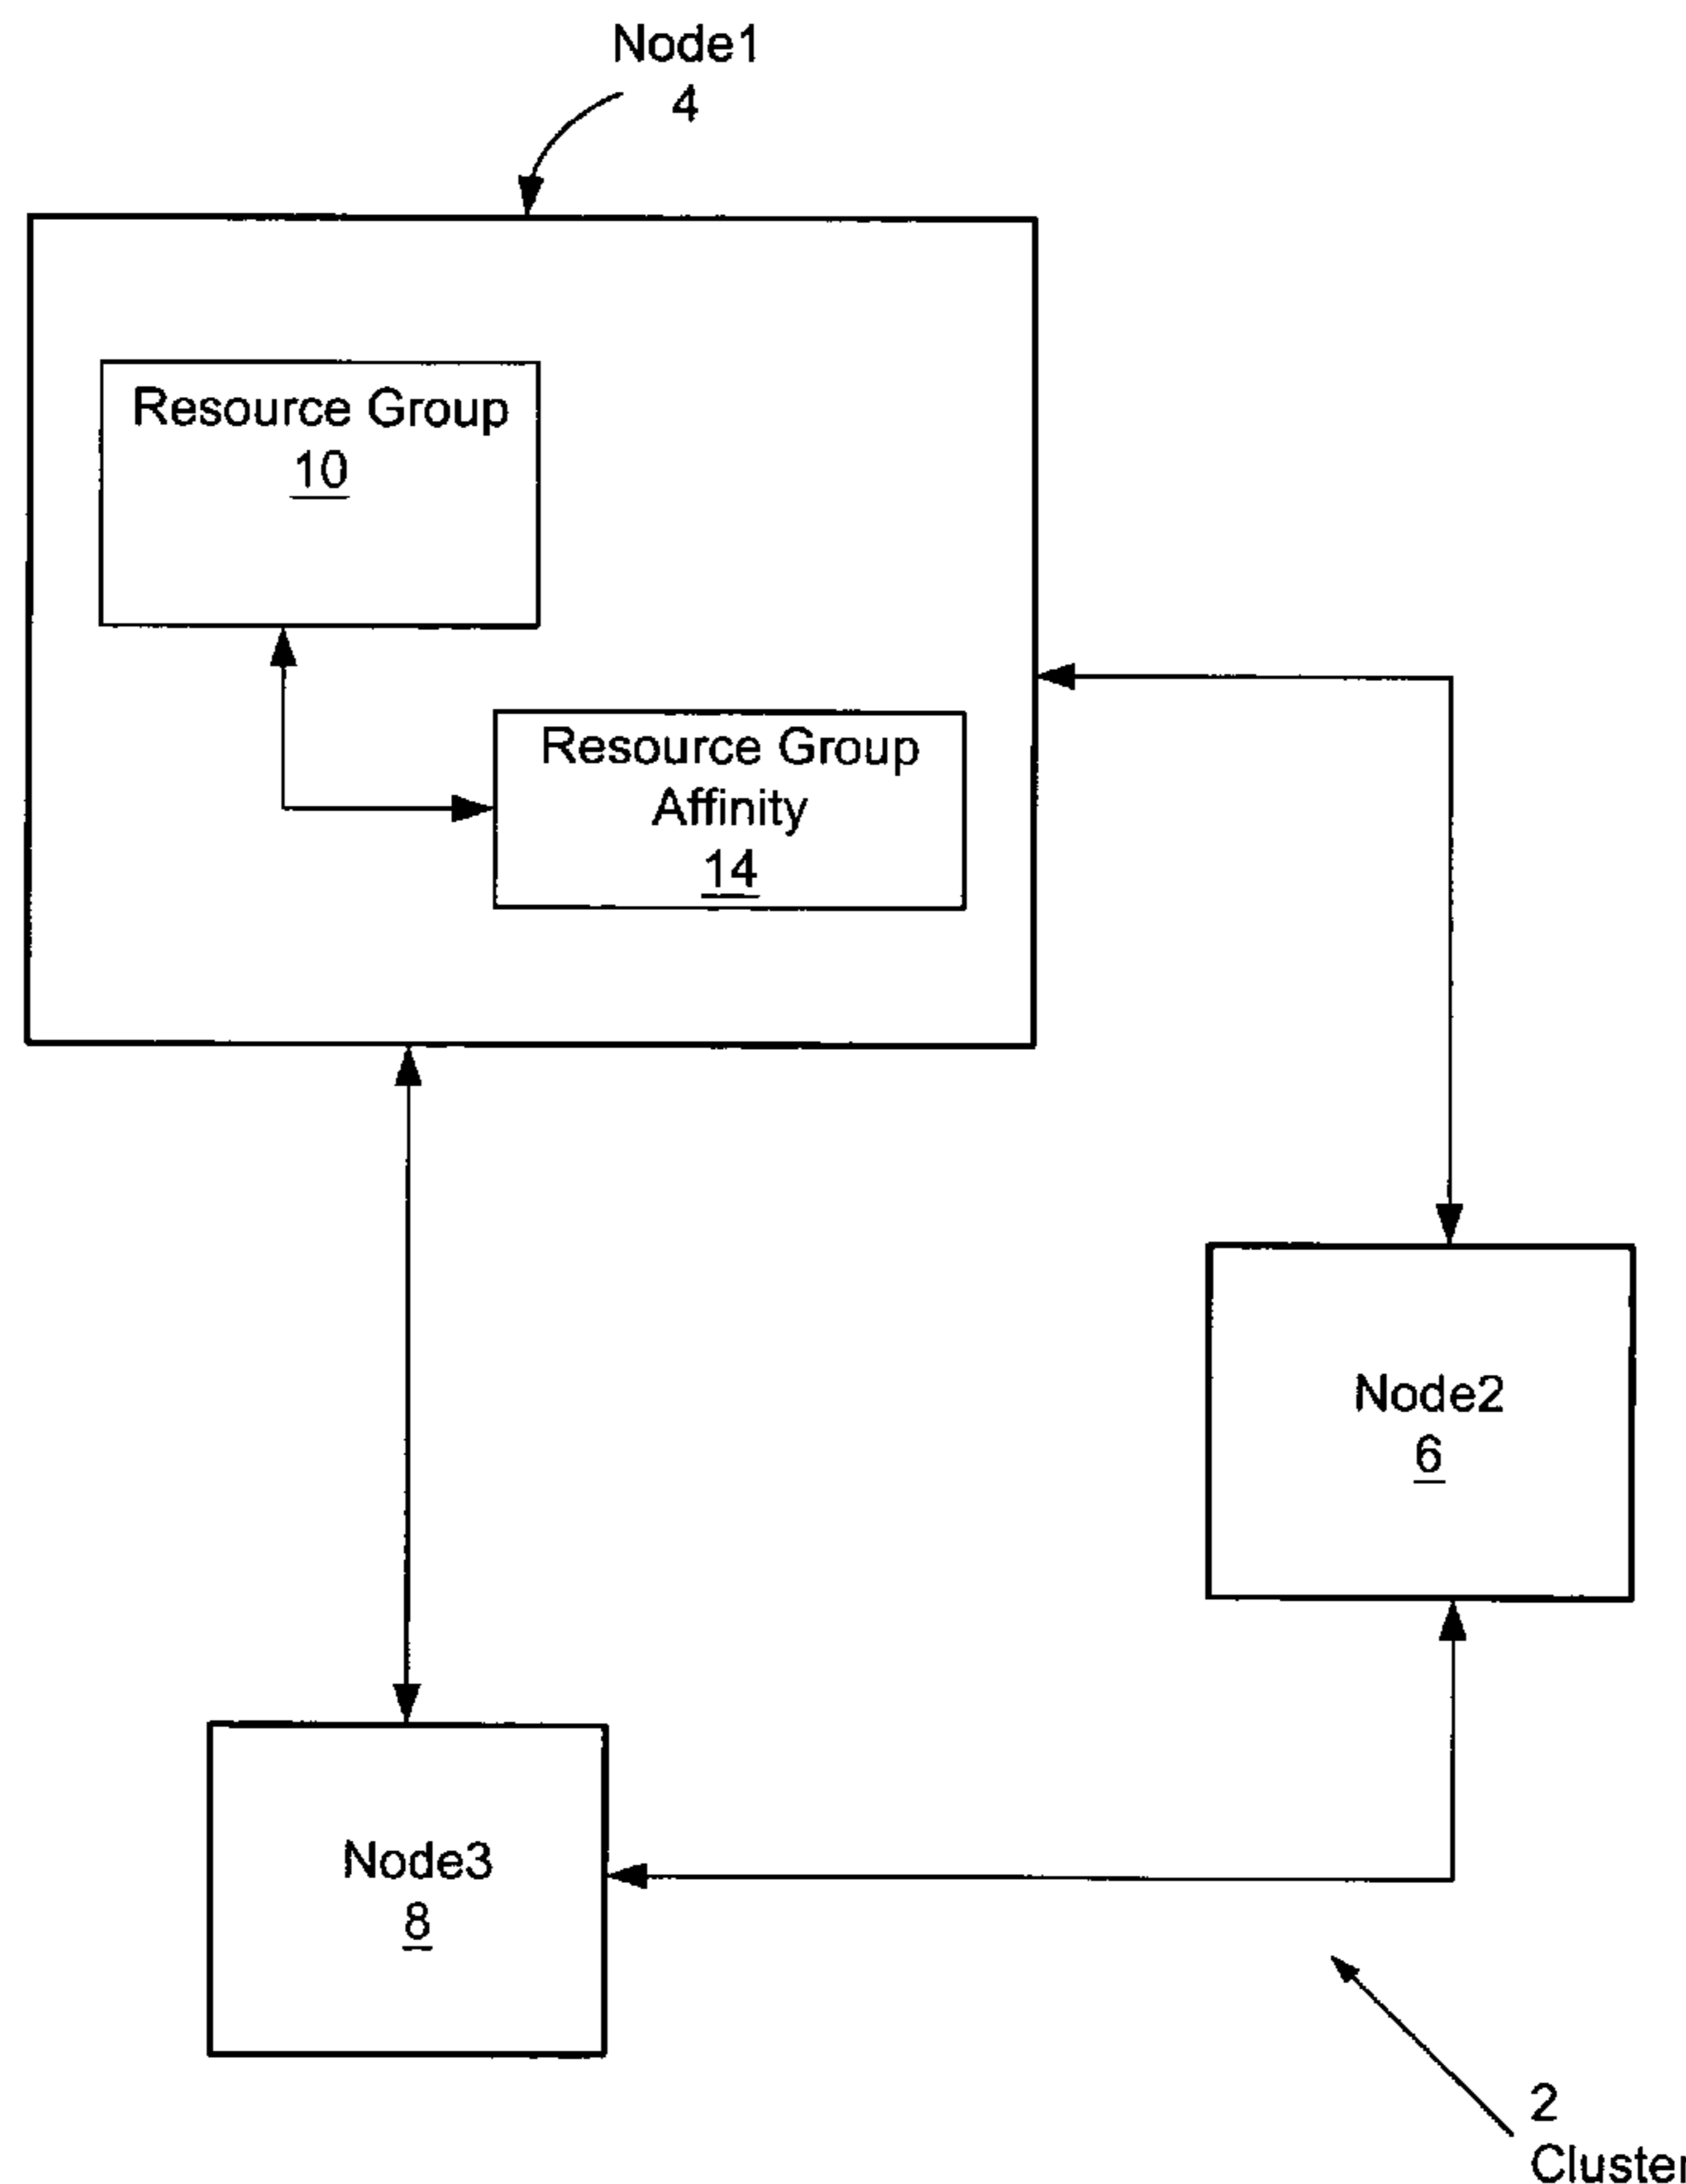 Node1
4
Resource Group
10
Resource Group
Affinity
14
Node2
6
Node3
8
2
Cluster